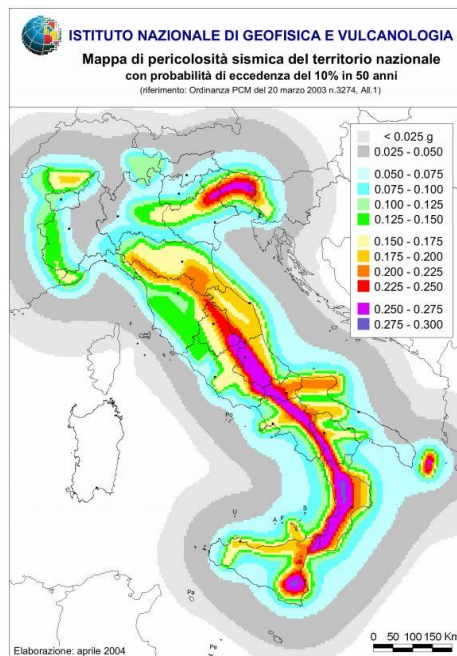 ISTITUTO NAZIONALE DI GEOFISICA E VULCANOLOGIA
Mappa di pericolosità sismica del territorio nazionale
con probabilità di eccedenza del 10% in 50 anni
(riferimento: Ordinanza PCM del 20 marzo 2003 n.3274, All.1)
< 0.025 g
0.025 - 0.050
0.050 - 0.075
0.075 - 0.100
0.100 - 0.125
0.125 - 0.150
0.150 - 0.175
0.175 - 0.200
0.200 - 0.225
0.225 - 0.250
0.250 - 0.275
0.275 - 0.300
Po
U
A
F
S
Pa
Pe
Elaborazione: aprile 2004
0 50 100 150 Km